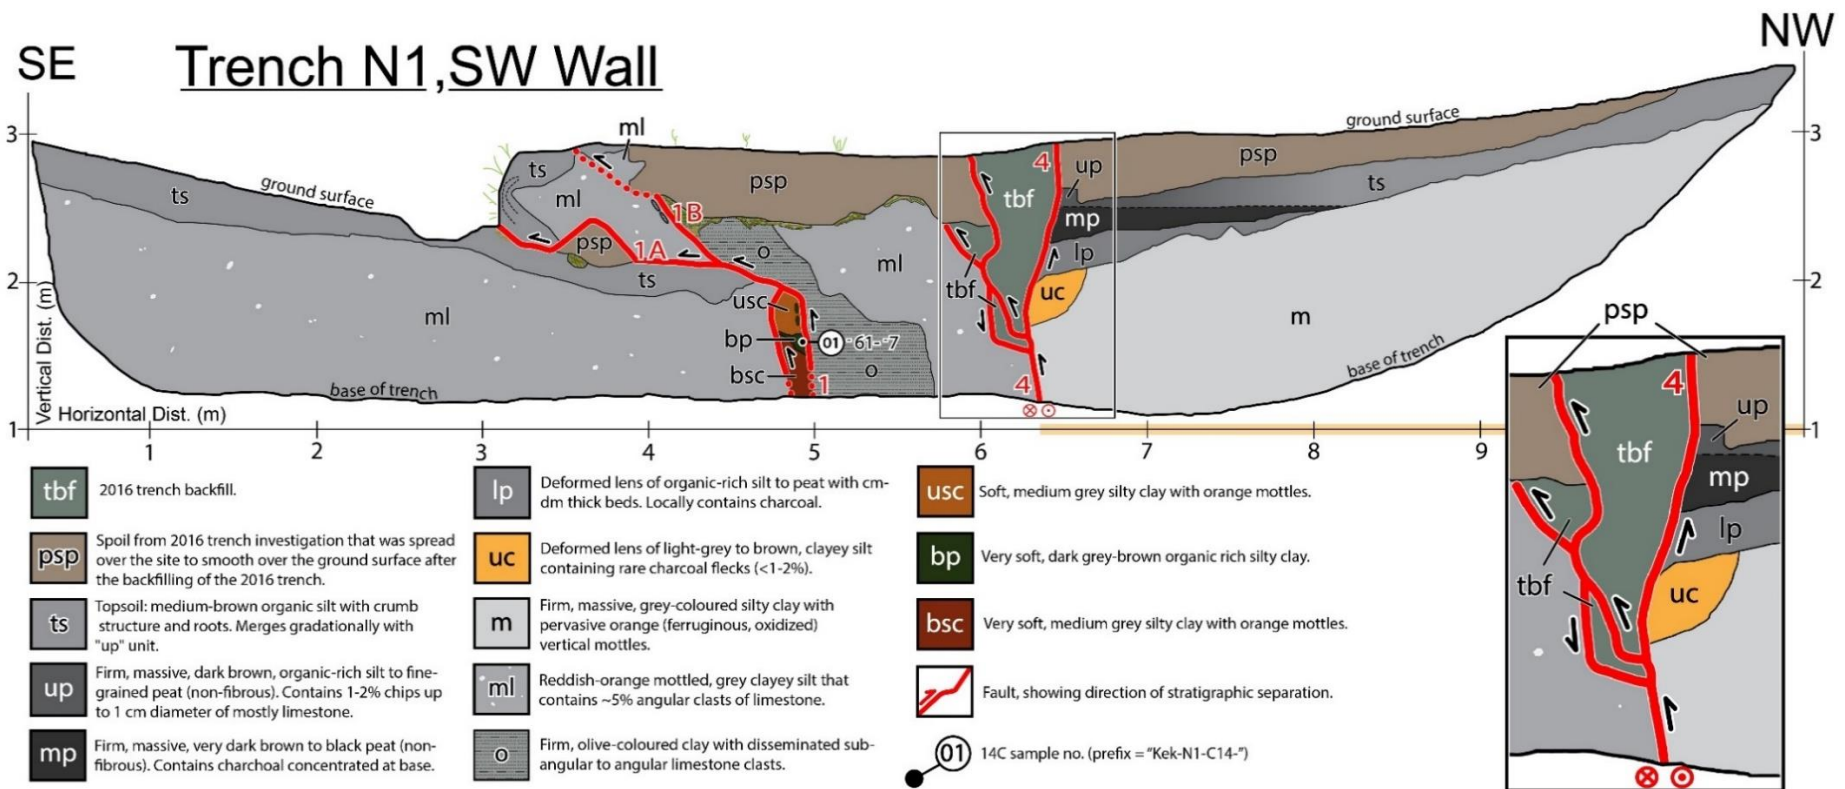 SE
Trench N1, SW Wall
NW
3
2
1
Vertical Dist. (m)
Horizontal Dist. (m)
3
2
1
1
2
3
4
5
6
7
8
9
ts
ground surface
ml
base of trench
ts
ml
ml
psp
1A
ts
1B
psp
o
ml
usc
bp
bsc
01
1
o
tbf
4
up
mp
lp
tbf
uc
4
psp
ts
m
ground surface
base of trench
psp
4
up
tbf
mp
lp
tbf
uc
tbf
2016 trench backfill.
psp
Spoil from 2016 trench investigation that was spread
over the site to smooth over the ground surface after
the backfilling of the 2016 trench.
ts
Topsoil: medium-brown organic silt with crumb
structure and roots. Merges gradationally with
"up" unit.
up
Firm, massive, dark brown, organic-rich silt to fine-
grained peat (non-fibrous). Contains 1-2% chips up
to 1 cm diameter of mostly limestone.
mp
Firm, massive, very dark brown to black peat (non-
fibrous). Contains charchoal concentrated at base.
lp
Deformed lens of organic-rich silt to peat with cm-
dm thick beds. Locally contains charcoal.
uc
Deformed lens of light-grey to brown, clayey silt
containing rare charcoal flecks (<1-2%).
m
Firm, massive, grey-coloured silty clay with
pervasive orange (ferruginous, oxidized)
vertical mottles.
ml
Reddish-orange mottled, grey clayey silt that
contains ~5% angular clasts of limestone.
o
Firm, olive-coloured clay with disseminated sub-
angular to angular limestone clasts.
usc
Soft, medium grey silty clay with orange mottles.
bp
Very soft, dark grey-brown organic rich silty clay.
bsc
Very soft, medium grey silty clay with orange mottles.
Fault, showing direction of stratigraphic separation.
01
14C sample no. (prefix = "Kek-N1-C14-")